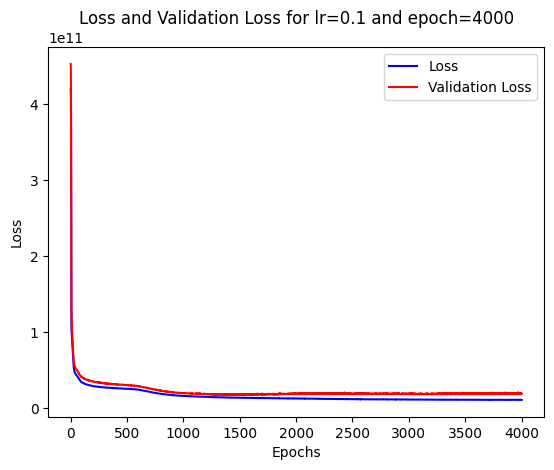 Loss and Validation Loss for lr=0.1 and epoch=4000
1e11
Loss
Validation Loss
4
3
2
1
0
Loss
0 500 1000 1500 2000 2500 3000 3500 4000
Epochs